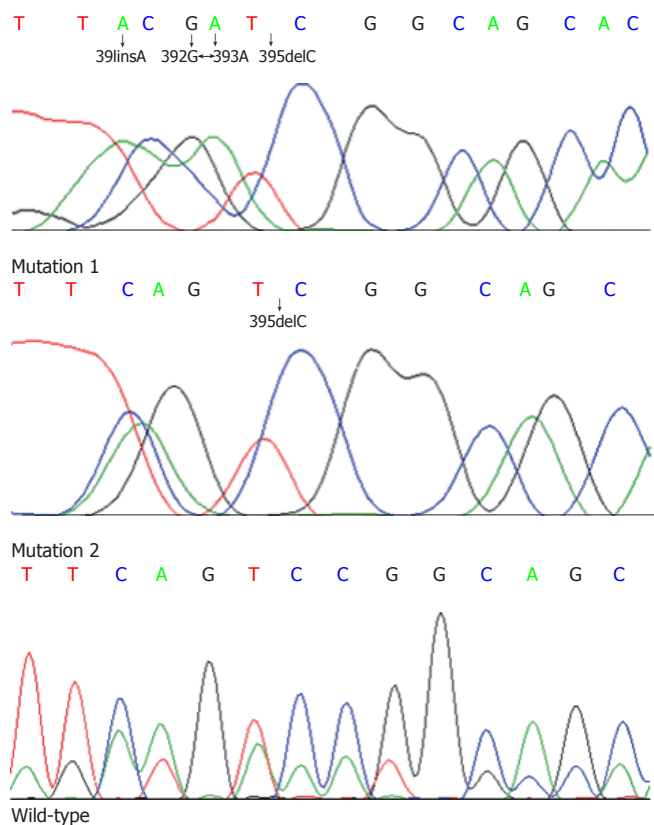 T T A C G A T C G G C A G C A C
39linsA 392G↔393A 395delC
Mutation 1
T T C A G T C G G C A G C
395delC
Mutation 2
T T C A G T C C G G C A G C
Wild-type